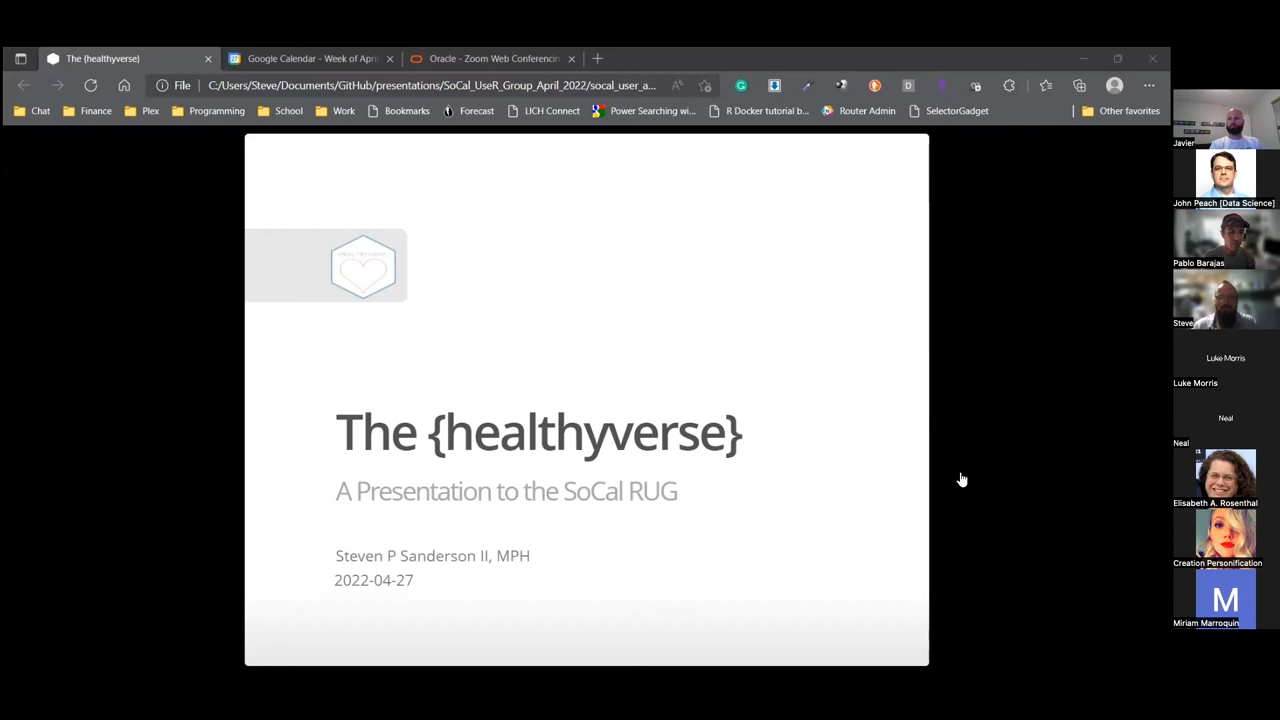 The {healthyverse}
Google Calendar - Week of April
Oracle - Zoom Web Conferencin
File
C:/Users/Steve/Documents/GitHub/presentations/SoCal_UseR_Group_April_2022/socal_user_a...
Chat
Finance
Plex
Programming
School
Work
Bookmarks
Forecast
LICH Connect
Power Searching wi...
R Docker tutorial b...
Router Admin
SelectorGadget
Other favorites
The {healthyverse}
A Presentation to the SoCal RUG
Steven P Sanderson II, MPH
2022-04-27
Javier
John Peach [Data Science]
Pablo Barajas
Steve
Luke Morris
Luke Morris
Neal
Neal
Elisabeth A. Rosenthal
Creation Personification
M
Miriam Marroquin